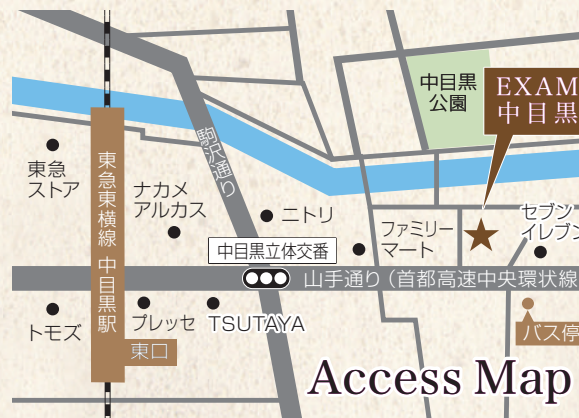 中目黒
公園
EXAM
中目黒
駒沢通り
東急
ストア
東急東横線 中目黒駅
ナカメ
アルカス
ニトリ
ファミリー
マート
セブン
イレブン
中目黒立体交番
山手通り（首都高速中央環状線
トモズ
プレッセ
TSUTAYA
東口
バス停
Access Map